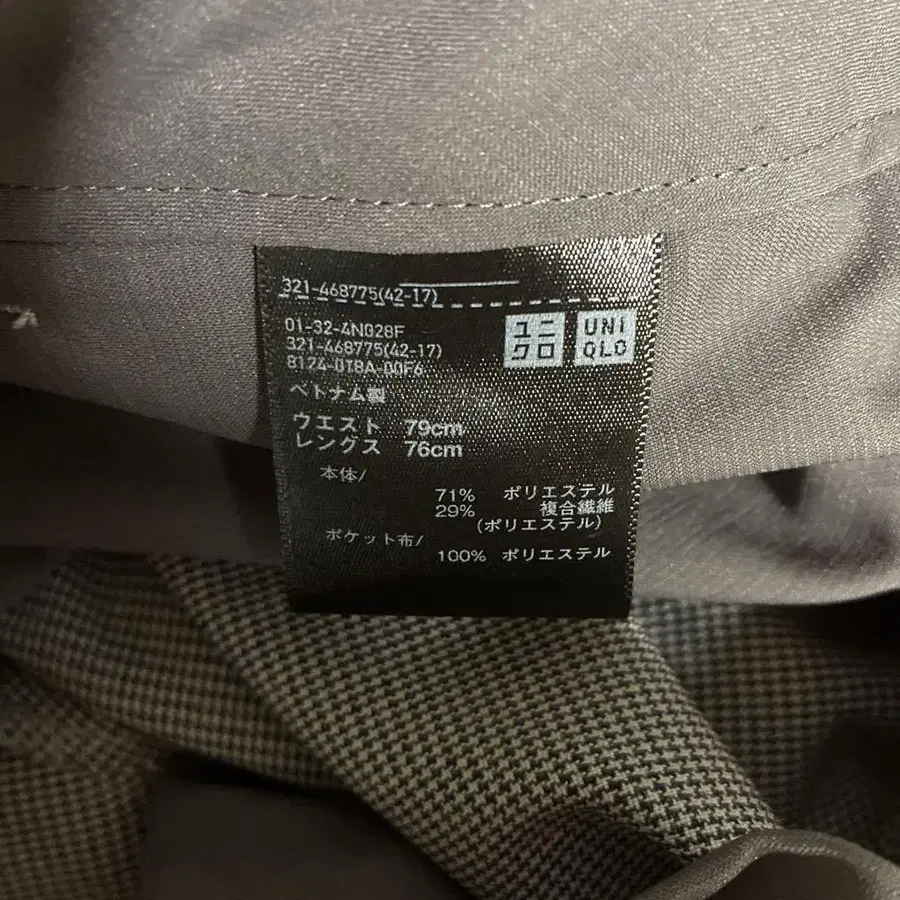 321-468775(42-17)
01-32-4N028F
321-468775(42-17)
8124-018A-00F6
ユニクロ
UNIQLO
ベトナム製
ウエスト 79cm
レングス 76cm
本体/
71% ポリエステル
29% 複合繊維
(ポリエステル)
ポケット布/
100% ポリエステル